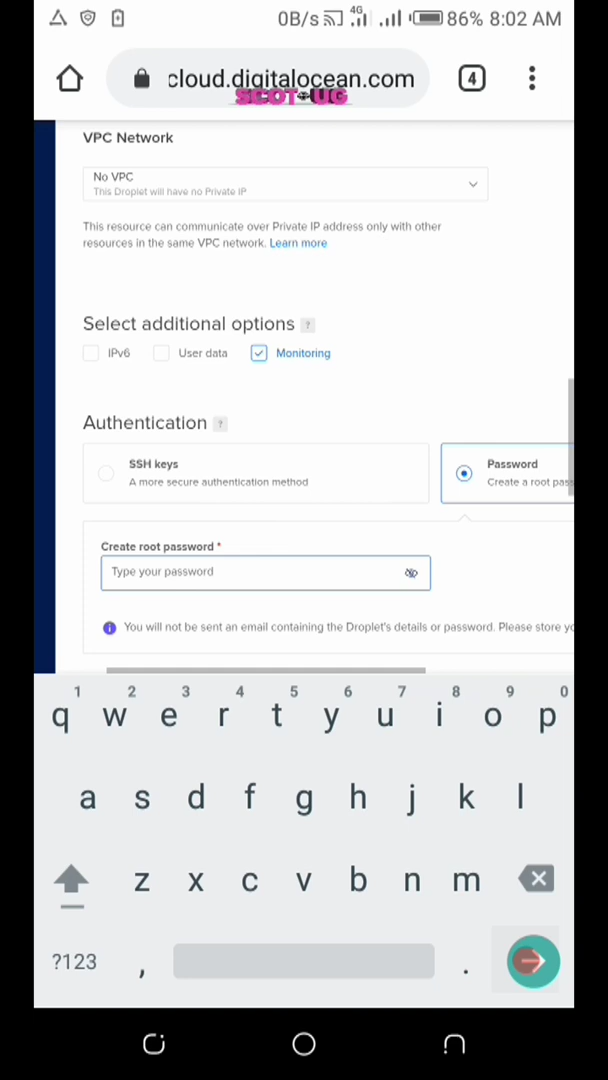 0B/s 4G 86% 8:02 AM
cloud.digitalocean.com 4
SCOT UG
VPC Network
No VPC
This Droplet will have no Private IP
This resource can communicate over Private IP address only with other
resources in the same VPC network. Learn more
Select additional options ?
IPv6 User data Monitoring
Authentication ?
SSH keys
A more secure authentication method
Password
Create a root pass
Create root password *
Type your password
You will not be sent an email containing the Droplet's details or password. Please store yo
1 2 3 4 5 6 7 8 9 0
q w e r t y u i o p
a s d f g h j k l
z x c v b n m
?123 , .